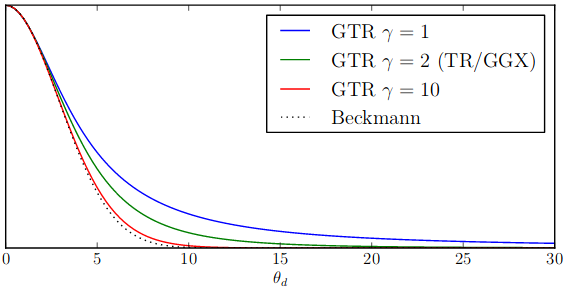 GTR γ = 1
GTR γ = 2 (TR/GGX)
GTR γ = 10
Beckmann
0 5 10 15 20 25 30
θd